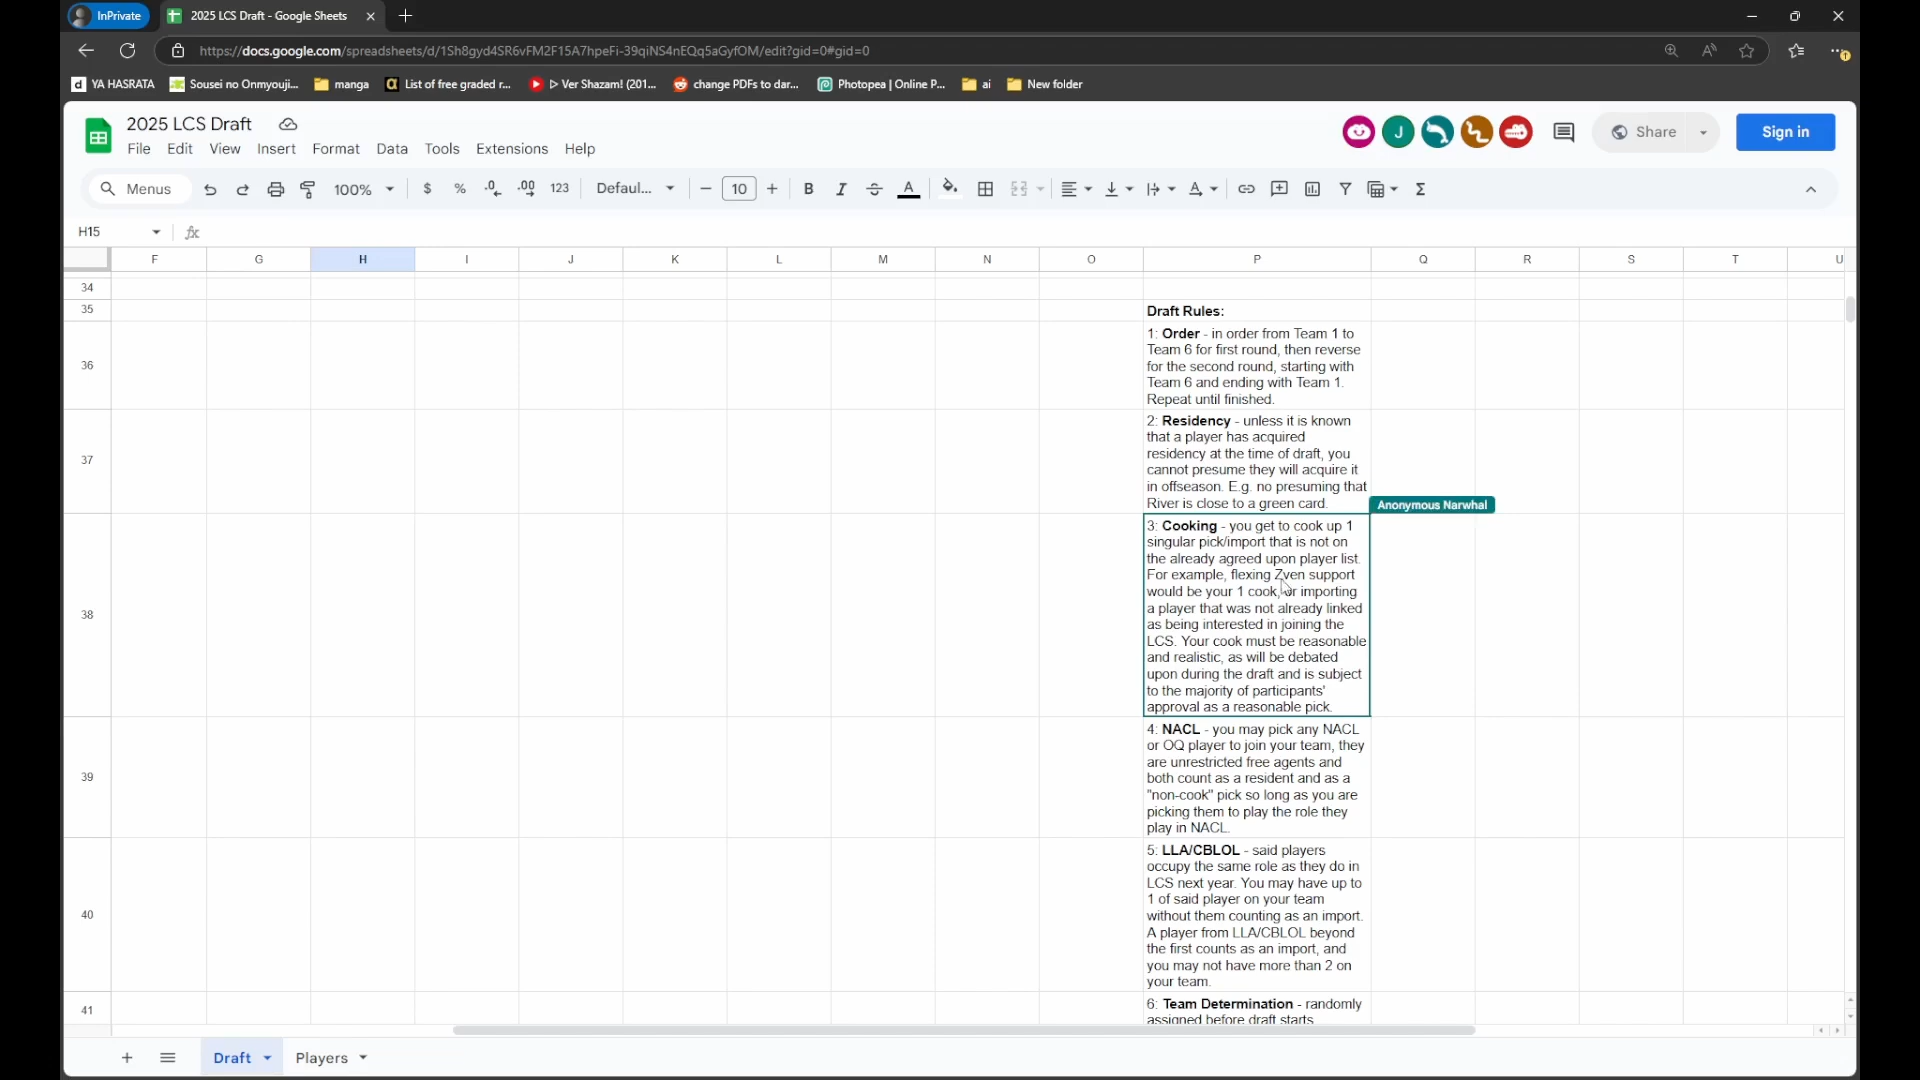 InPrivate
2025 LCS Draft - Google Sheets
https://docs.google.com/spreadsheets/d/1Sh8gyd4SR6vFM2F15A7hpeFi-39qiNS4nEQq5aGyfOM/edit?gid=0#gid=0
YA HASRATA
Sousei no Onmyouji...
manga
List of free graded r...
▷ Ver Shazam! (201...
change PDFs to dar...
Photopea | Online P...
ai
New folder
2025 LCS Draft
J
Share
Sign in
File Edit View Insert Format Data Tools Extensions Help
Menus
100%
$ % .0 .00 123
Defaul...
10
B I S A
H15
fx
F G H I J K L M N O P Q R S T U
34
35
Draft Rules:
36
1: Order - in order from Team 1 to
Team 6 for first round, then reverse
for the second round, starting with
Team 6 and ending with Team 1.
Repeat until finished.
37
2: Residency - unless it is known
that a player has acquired
residency at the time of draft, you
cannot presume they will acquire it
in offseason. E.g. no presuming that
River is close to a green card.
Anonymous Narwhal
38
3: Cooking - you get to cook up 1
singular pick/import that is not on
the already agreed upon player list.
For example, flexing Zven support
would be your 1 cook, or importing
a player that was not already linked
as being interested in joining the
LCS. Your cook must be reasonable
and realistic, as will be debated
upon during the draft and is subject
to the majority of participants'
approval as a reasonable pick.
39
4: NACL - you may pick any NACL
or OQ player to join your team, they
are unrestricted free agents and
both count as a resident and as a
"non-cook" pick so long as you are
picking them to play the role they
play in NACL.
40
5: LLA/CBLOL - said players
occupy the same role as they do in
LCS next year. You may have up to
1 of said player on your team
without them counting as an import.
A player from LLA/CBLOL beyond
the first counts as an import, and
you may not have more than 2 on
your team.
41
6: Team Determination - randomly
assigned before draft starts
Draft
Players